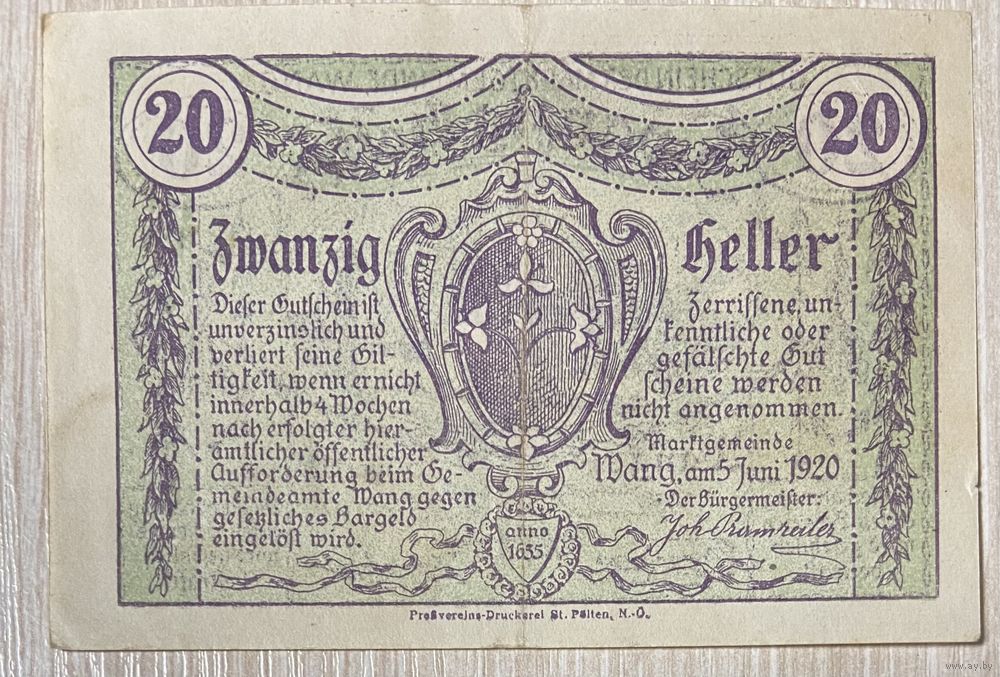 20 20
Zwanzig Heller
Dieser Gutschein ist
unverzinslich und
verliert seine Gil-
tigkeit, wenn er nicht
innerhalb 4 Wochen
nach erfolgter hier-
amtlicher öffentlicher
Aufforderung beim Ge-
meindeamte Wang gegen
gesetzliches Bargeld
eingelöst wird.
Zerrissene, un-
kenntliche oder
gefälschte Gut
scheine werden
nicht angenommen.
Marktgemeinde
Wang, am 5 Juni 1920
Der Bürgermeister:
Joh
anno
1655
Preßvereins-Druckerei St. Pölten, N.-Ö.
www.ay.by